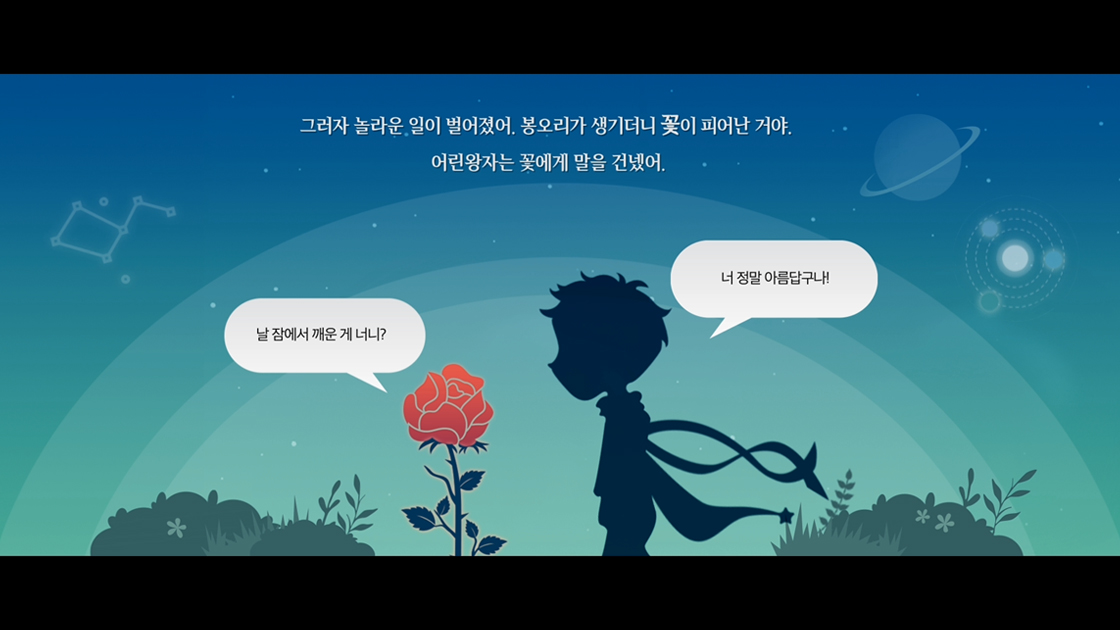 그러자 놀라운 일이 벌어졌어. 봉오리가 생기더니 꽃이 피어난 거야.
어린왕자는 꽃에게 말을 건넸어.
너 정말 아름답구나!
날 잠에서 깨운 게 너니?